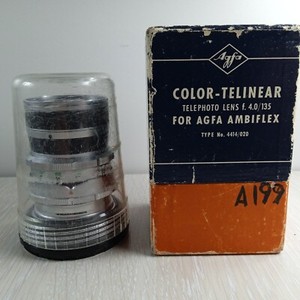 Agfa
COLOR-TELINEAR
TELEPHOTO LENS f. 4.0/135
FOR AGFA AMBIFLEX
TYPE No. 4414/020
A199